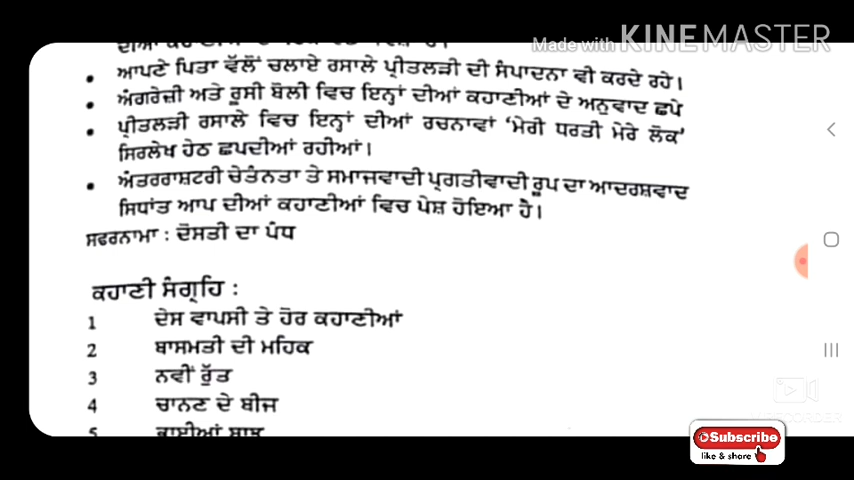 Made with KINEMASTER
• ਆਪਣੇ ਪਿਤਾ ਵੱਲੋਂ ਚਲਾਏ ਰਸਾਲੇ ਪ੍ਰੀਤਲੜੀ ਦੀ ਸੰਪਾਦਨਾ ਵੀ ਕਰਦੇ ਰਹੇ।
• ਅੰਗਰੇਜ਼ੀ ਅਤੇ ਰੂਸੀ ਬੋਲੀ ਵਿਚ ਇਨ੍ਹਾਂ ਦੀਆਂ ਕਹਾਣੀਆਂ ਦੇ ਅਨੁਵਾਦ ਛਪੇ
• ਪ੍ਰੀਤਲੜੀ ਰਸਾਲੇ ਵਿਚ ਇਨ੍ਹਾਂ ਦੀਆਂ ਰਚਨਾਵਾਂ ‘ਮੇਰੀ ਧਰਤੀ ਮੇਰੇ ਲੋਕ’
ਸਿਰਲੇਖ ਹੇਠ ਛਪਦੀਆਂ ਰਹੀਆਂ।
• ਅੰਤਰਰਾਸ਼ਟਰੀ ਚੇਤੰਨਤਾ ਤੇ ਸਮਾਜਵਾਦੀ ਪ੍ਰਗਤੀਵਾਦੀ ਰੂਪ ਦਾ ਆਦਰਸ਼ਵਾਦ
ਸਿਧਾਂਤ ਆਪ ਦੀਆਂ ਕਹਾਣੀਆਂ ਵਿਚ ਪੇਸ਼ ਹੋਇਆ ਹੈ।
ਸਫਰਨਾਮਾ : ਦੋਸਤੀ ਦਾ ਪੰਧ
ਕਹਾਣੀ ਸੰਗ੍ਰਹਿ :
1 ਦੇਸ ਵਾਪਸੀ ਤੇ ਹੋਰ ਕਹਾਣੀਆਂ
2 ਬਾਸਮਤੀ ਦੀ ਮਹਿਕ
3 ਨਵੀਂ ਰੁੱਤ
4 ਚਾਨਣ ਦੇ ਬੀਜ
5
Subscribe
like & share